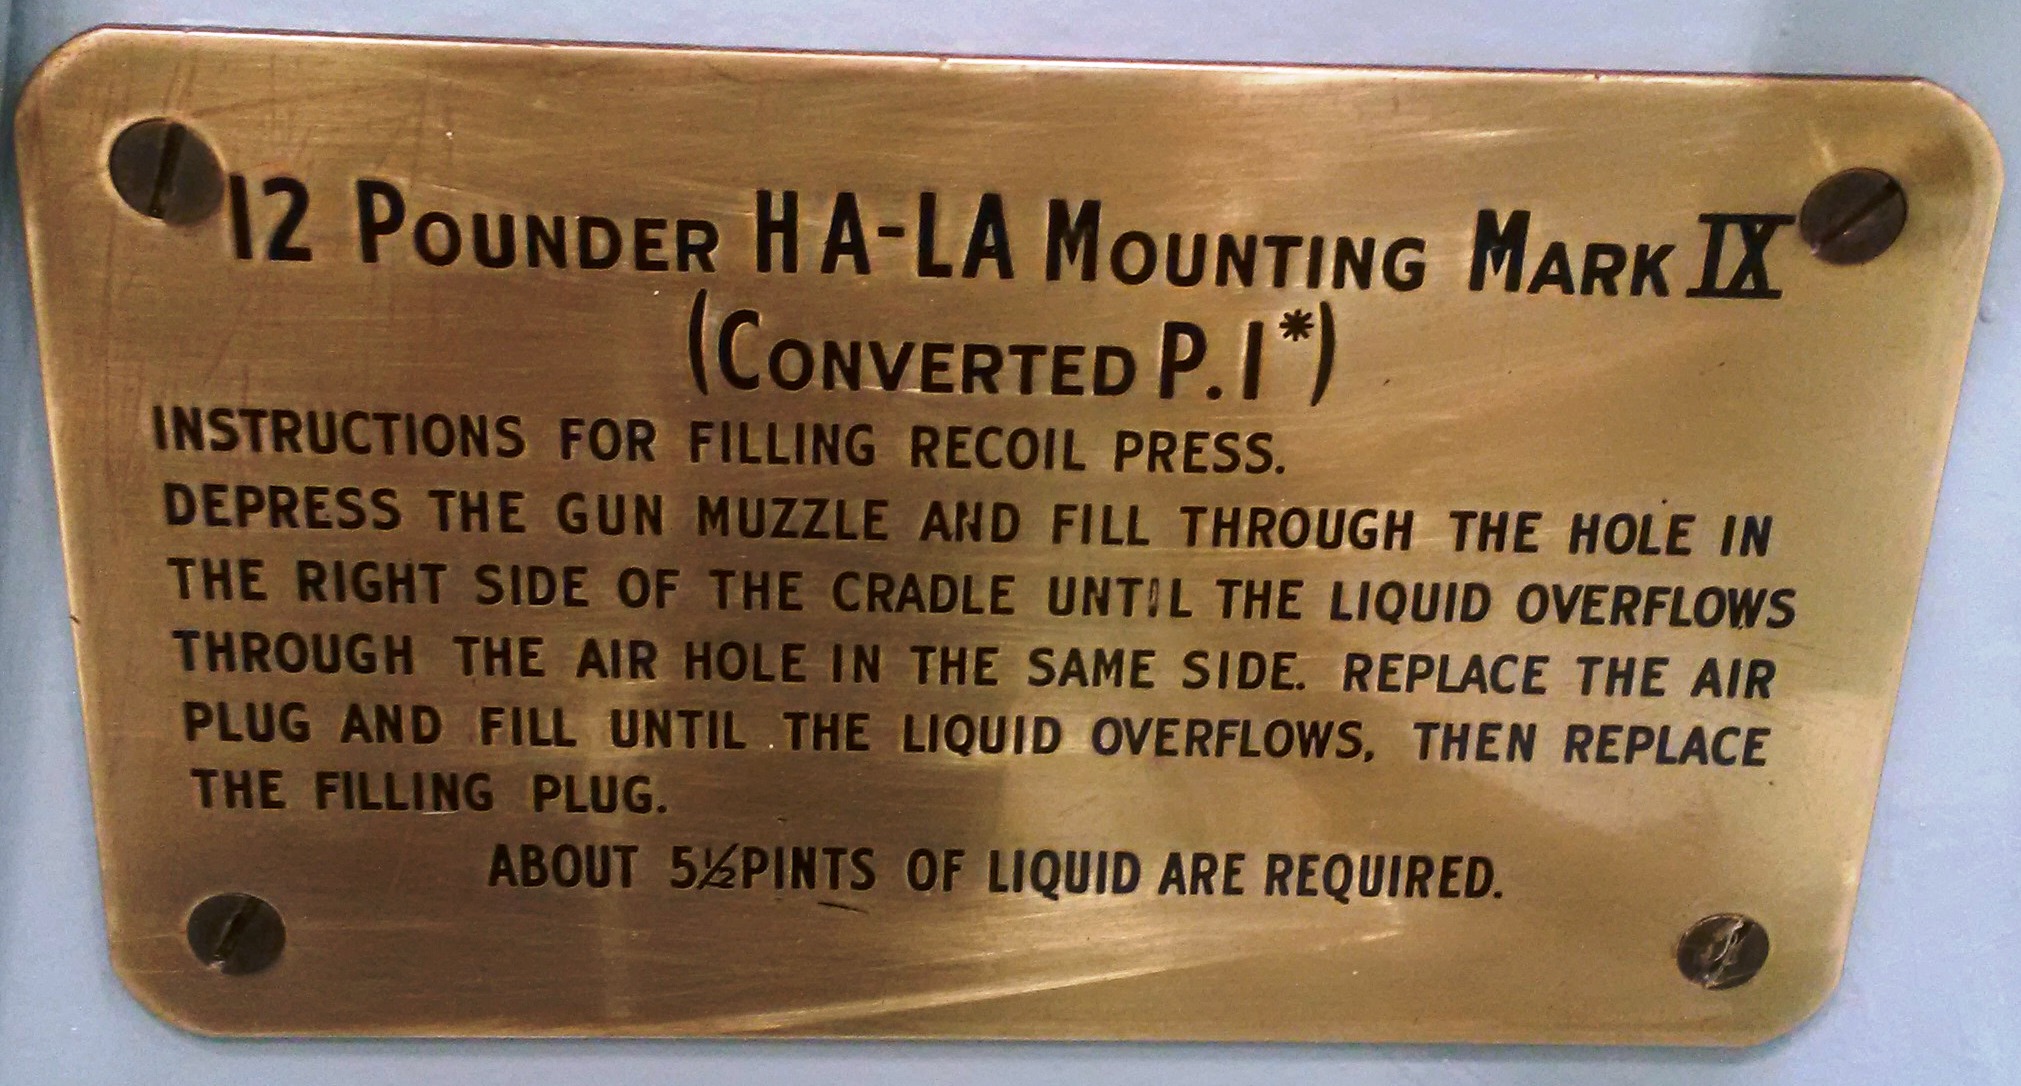 12 POUNDER HA-LA MOUNTING MARK IX
(CONVERTED P.I*)
INSTRUCTIONS FOR FILLING RECOIL PRESS.
DEPRESS THE GUN MUZZLE AND FILL THROUGH THE HOLE IN
THE RIGHT SIDE OF THE CRADLE UNTIL THE LIQUID OVERFLOWS
THROUGH THE AIR HOLE IN THE SAME SIDE. REPLACE THE AIR
PLUG AND FILL UNTIL THE LIQUID OVERFLOWS, THEN REPLACE
THE FILLING PLUG.
ABOUT 5½ PINTS OF LIQUID ARE REQUIRED.